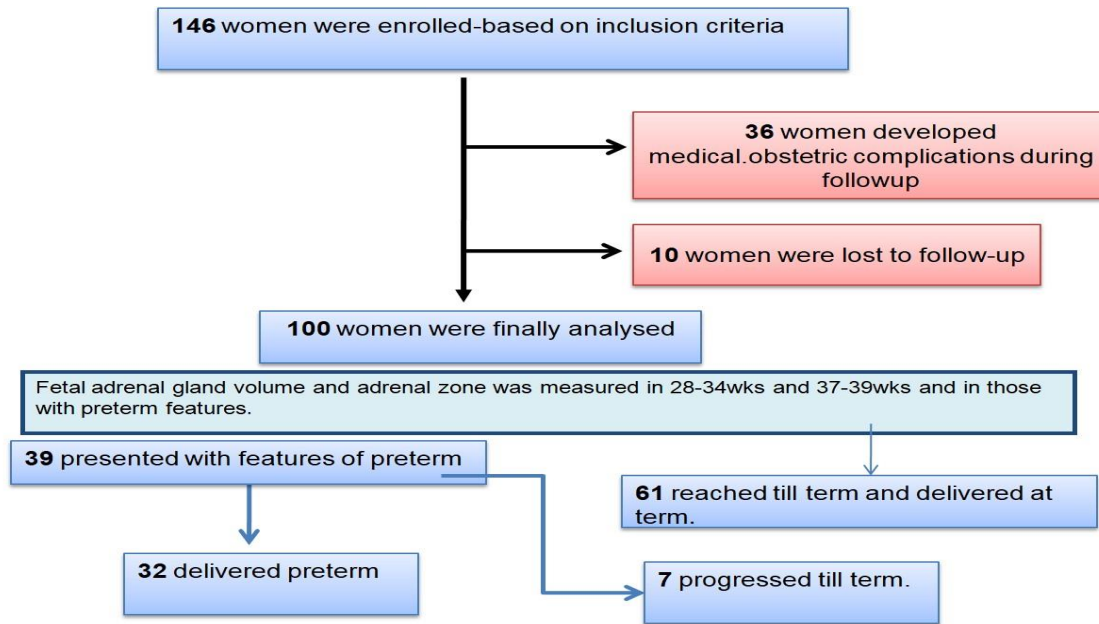 146 women were enrolled-based on inclusion criteria
36 women developed
medical.obstetric complications during
followup
10 women were lost to follow-up
100 women were finally analysed
Fetal adrenal gland volume and adrenal zone was measured in 28-34wks and 37-39wks and in those
with preterm features.
39 presented with features of preterm
61 reached till term and delivered at
term.
32 delivered preterm
7 progressed till term.